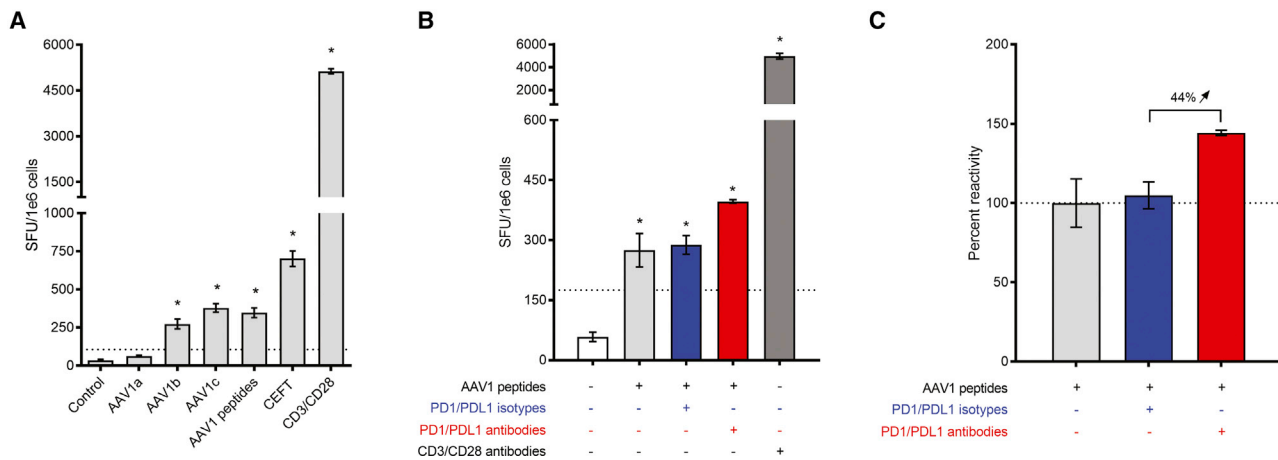 A
SFU/1e6 cells
6000
4500
3000
1500
1000
750
500
250
0
* * * * *
Control
AAV1a
AAV1b
AAV1c
AAV1 peptides
CEFT
CD3/CD28
B
SFU/1e6 cells
6000
4000
2000
600
450
300
150
0
* * * *
AAV1 peptides - + + + -
PD1/PDL1 isotypes - - + - -
PD1/PDL1 antibodies - - - + -
CD3/CD28 antibodies - - - - +
C
Percent reactivity
200
150
100
50
0
44%
AAV1 peptides + + +
PD1/PDL1 isotypes - + -
PD1/PDL1 antibodies - - +